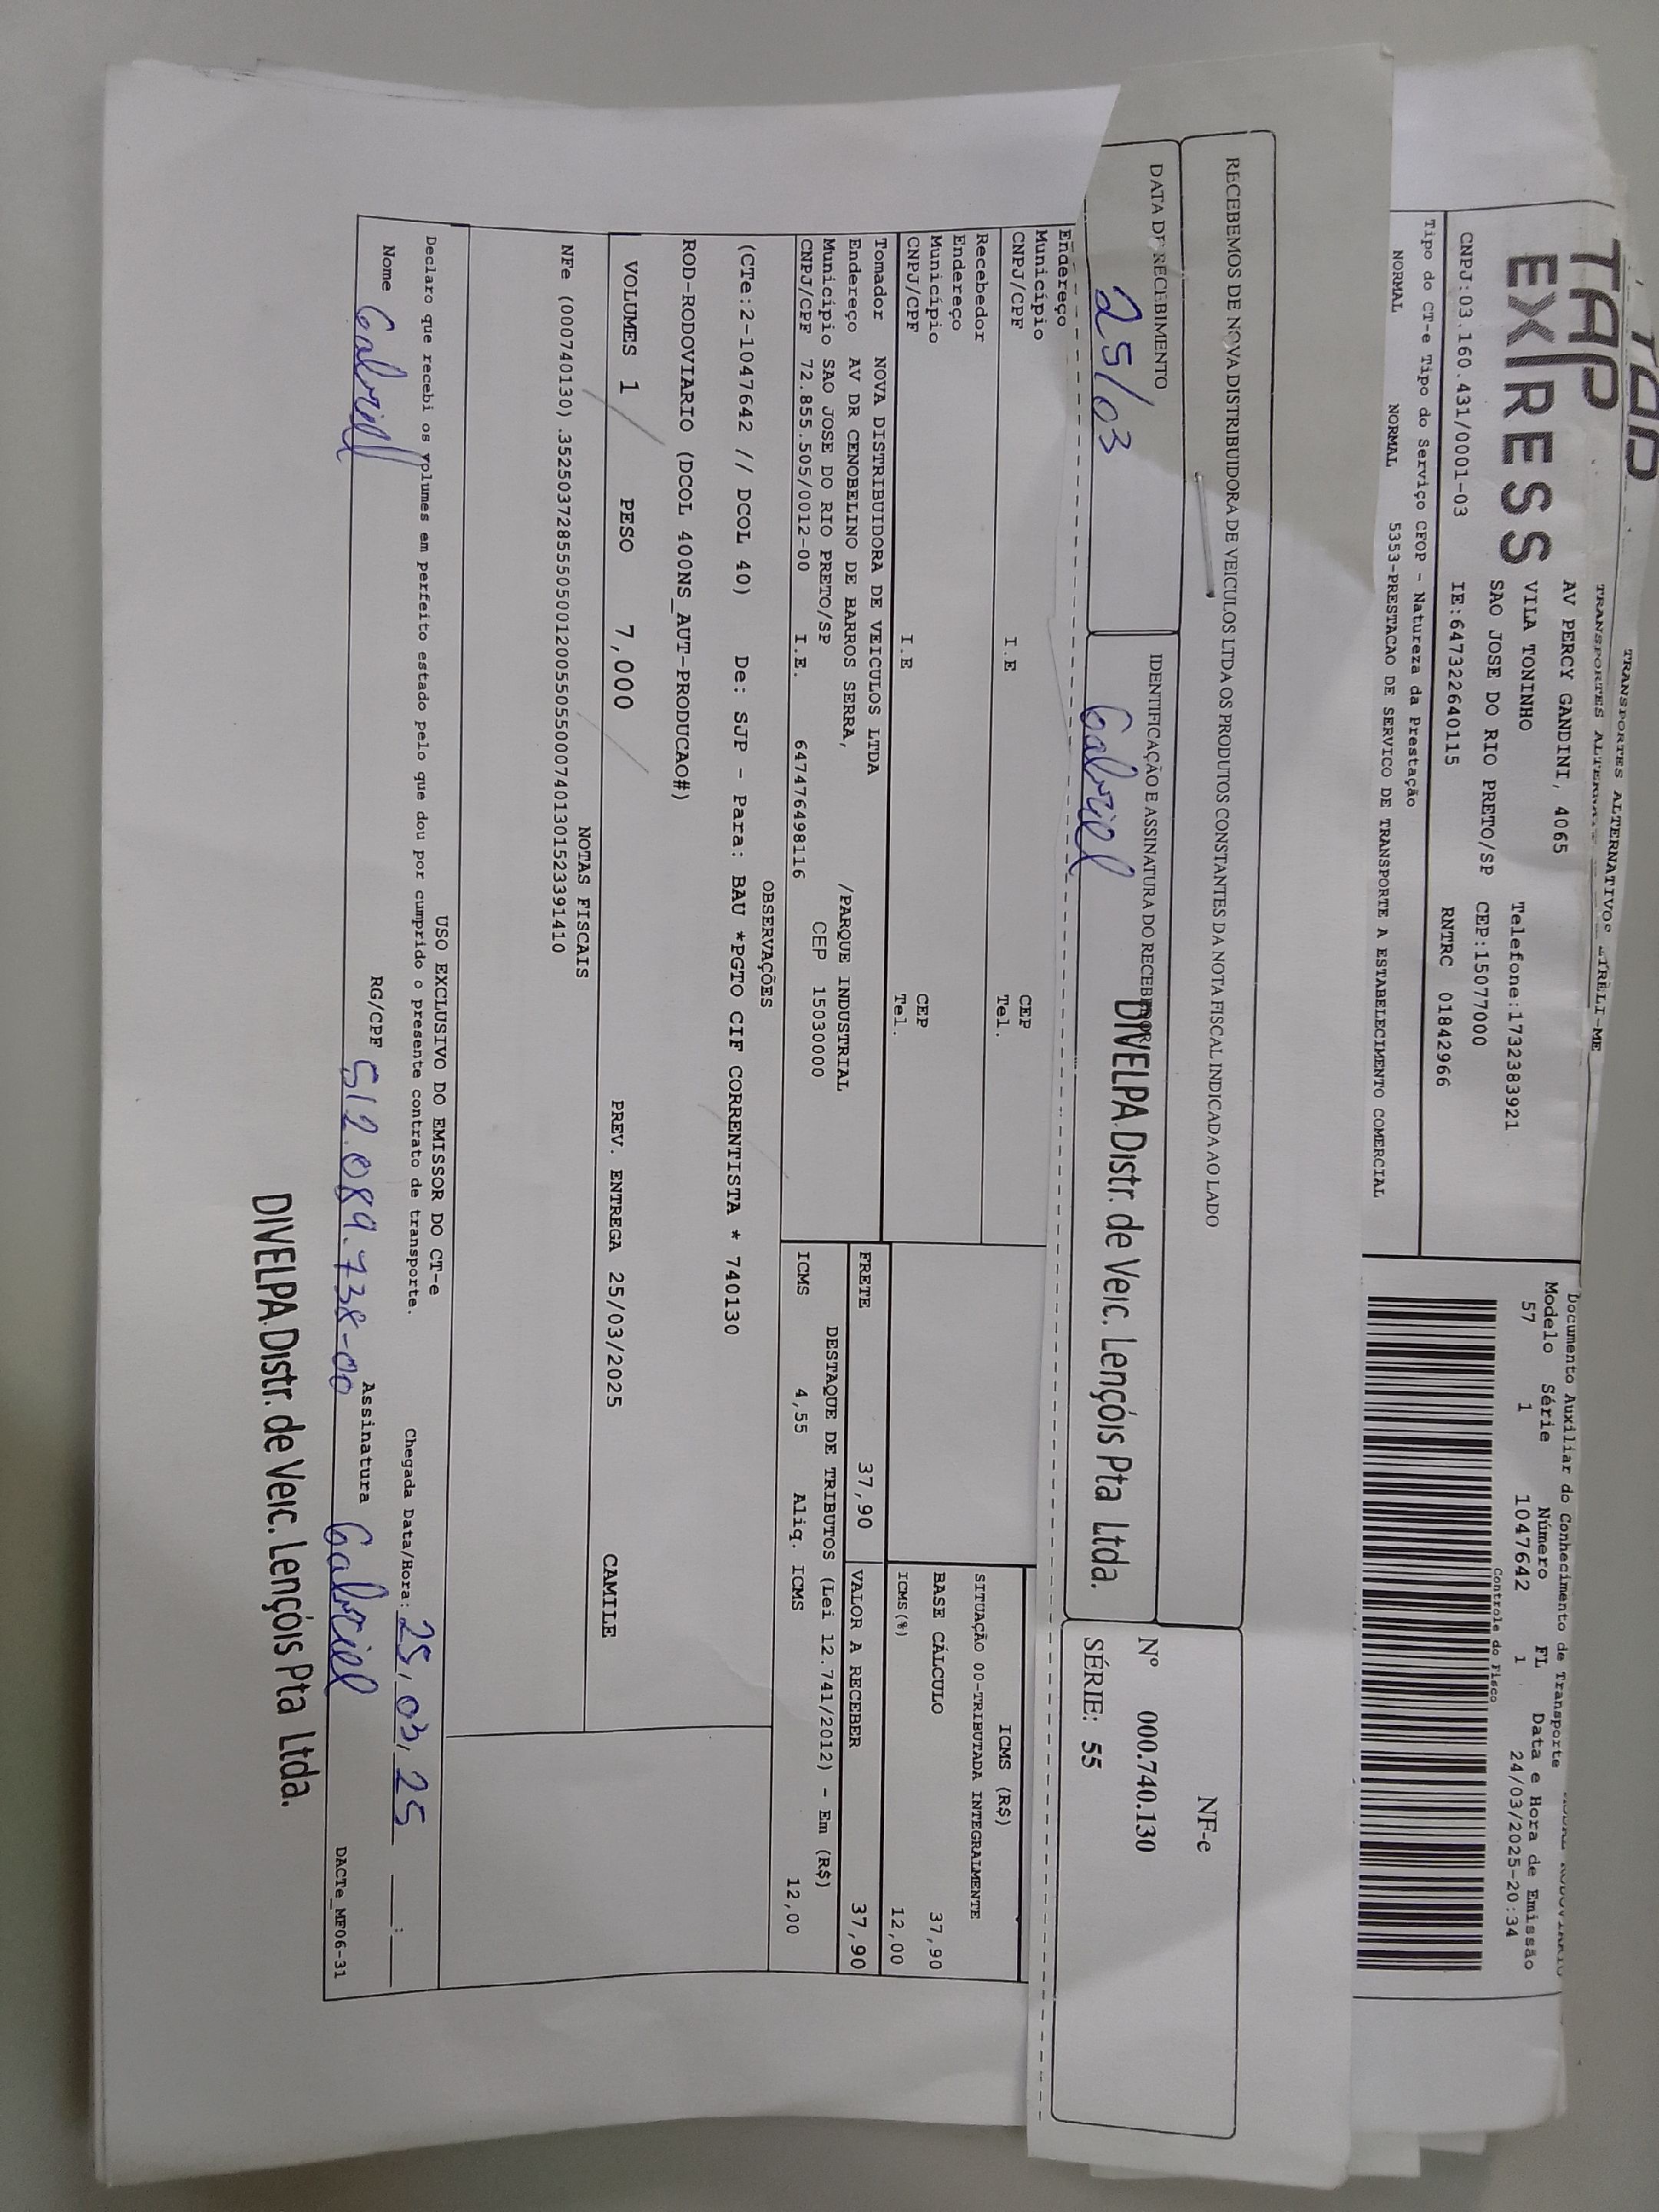 TRANSPORTES ALTERNATIVOS
TAP
EXPRESS
AV PERCY GANDINI, 4065
VILA TONINHO
Telefone:1732383921
SAO JOSE DO RIO PRETO/SP CEP:15077000
CNPJ:03.160.431/0001-03 IE:647322640115 RNTRC 01842966
Tipo do CT-e Tipo do Serviço CFOP - Natureza da Prestação
NORMAL NORMAL 5353-PRESTACAO DE SERVICO DE TRANSPORTE A ESTABELECIMENTO COMERCIAL
Documento Auxiliar do Conhecimento de Transporte
Modelo Série Número FL Data e Hora de Emissão
57 1 1047642 1 24/03/2025-20:34
Controle do Fisco
RECEBEMOS DE NOVA DISTRIBUIDORA DE VEICULOS LTDA OS PRODUTOS CONSTANTES DA NOTA FISCAL INDICADA AO LADO
DATA DE RECEBIMENTO
25/03
IDENTIFICAÇÃO E ASSINATURA DO RECEBEDOR
Gabriel
DIVELPA Distr. de Veic. Lençóis Pta Ltda.
NF-e
Nº 000.740.130
SÉRIE: 55
Endereço
Município CEP
CNPJ/CPF I.E Tel.
Recebedor
Endereço
Município CEP
CNPJ/CPF I.E Tel.
ICMS (R$)
SITUAÇÃO 00-TRIBUTADA INTEGRALMENTE
BASE CÁLCULO 37,90
ICMS(%) 12,00
Tomador NOVA DISTRIBUIDORA DE VEICULOS LTDA
Endereço AV DR CENOBELINO DE BARROS SERRA, /PARQUE INDUSTRIAL
Município SAO JOSE DO RIO PRETO/SP CEP 15030000
CNPJ/CPF 72.855.505/0012-00 I.E. 647476498116
FRETE 37,90 VALOR A RECEBER 37,90
DESTAQUE DE TRIBUTOS (Lei 12.741/2012) - Em (R$)
ICMS 4,55 Aliq. ICMS 12,00
OBSERVAÇÕES
(CTe:2-1047642 // DCOL 40) De: SJP - Para: BAU *PGTO CIF CORRENTISTA * 740130
ROD-RODOVIARIO (DCOL 400NS_AUT-PRODUCAO#)
VOLUMES 1 PESO 7,000 PREV. ENTREGA 25/03/2025 CAMILE
NOTAS FISCAIS
NFe (000740130) .35250372855505001200550550007401301523391410
USO EXCLUSIVO DO EMISSOR DO CT-e
Declaro que recebi os volumes em perfeito estado pelo que dou por cumprido o presente contrato de transporte.
Chegada Data/Hora: 25,03,25 :
Nome Gabriel RG/CPF 512.089.738-00 Assinatura Gabriel
DACTe_MF06-31
DIVELPA Distr. de Veic. Lençóis Pta Ltda.